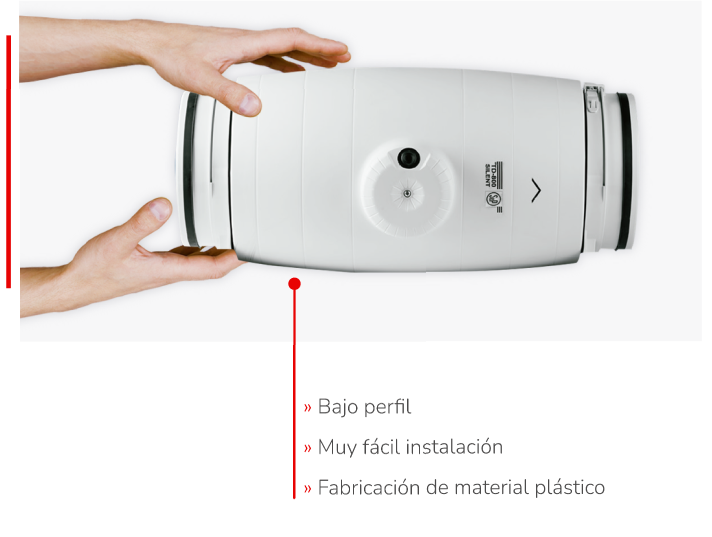 TD-800
SILENT
S&P
» Bajo perfil
» Muy fácil instalación
» Fabricación de material plástico